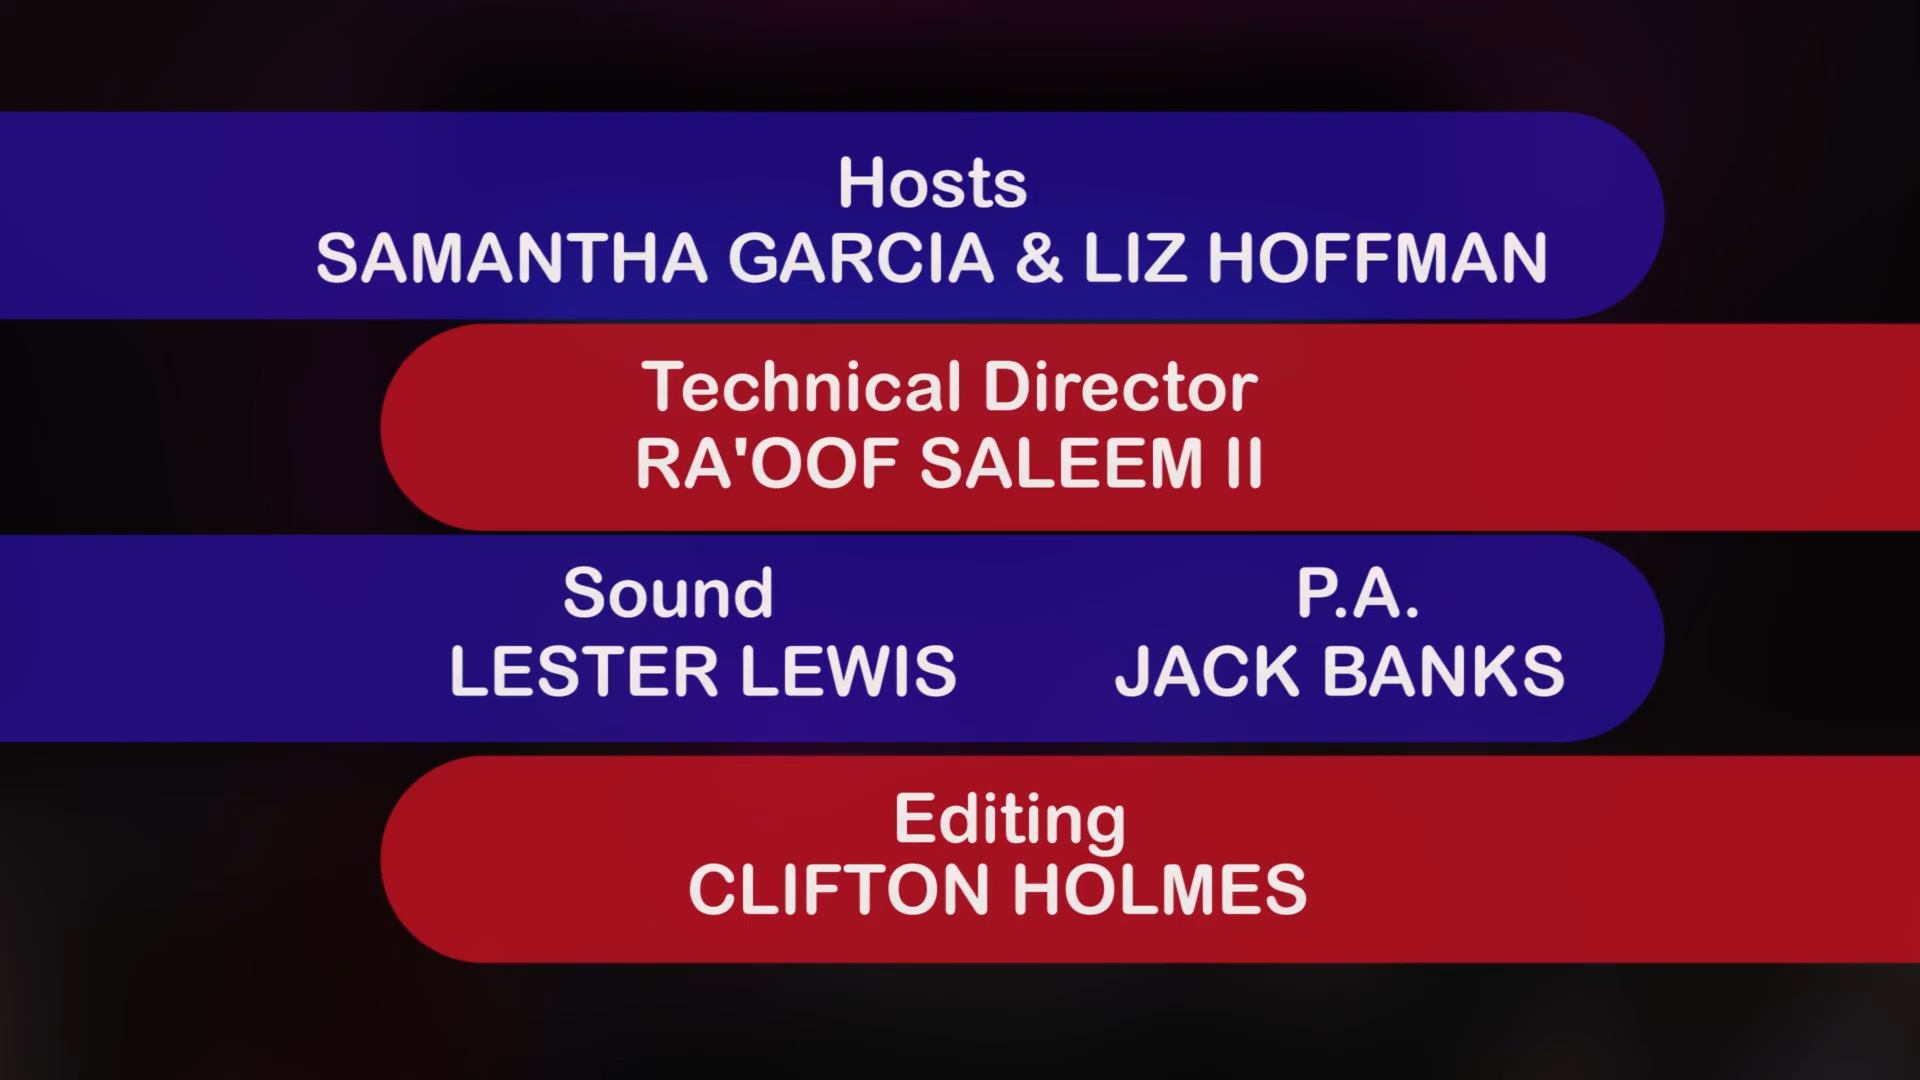 Hosts
SAMANTHA GARCIA & LIZ HOFFMAN
Technical Director
RA'OOF SALEEM II
Sound
LESTER LEWIS
P.A.
JACK BANKS
Editing
CLIFTON HOLMES